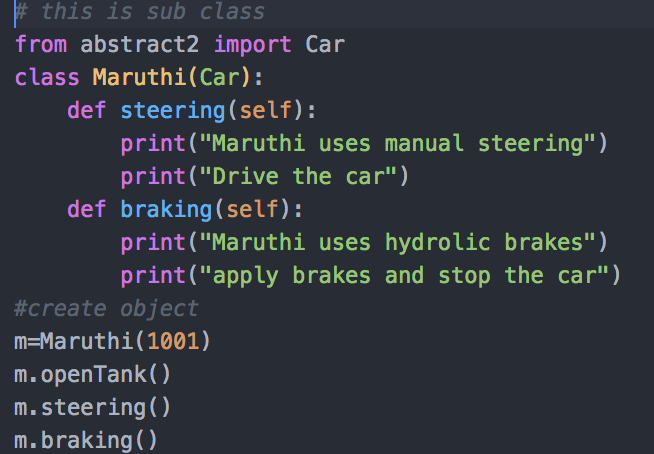 # this is sub class
from abstract2 import Car
class Maruthi(Car):
    def steering(self):
        print("Maruthi uses manual steering")
        print("Drive the car")
    def braking(self):
        print("Maruthi uses hydrolic brakes")
        print("apply brakes and stop the car")
#create object
m=Maruthi(1001)
m.openTank()
m.steering()
m.braking()